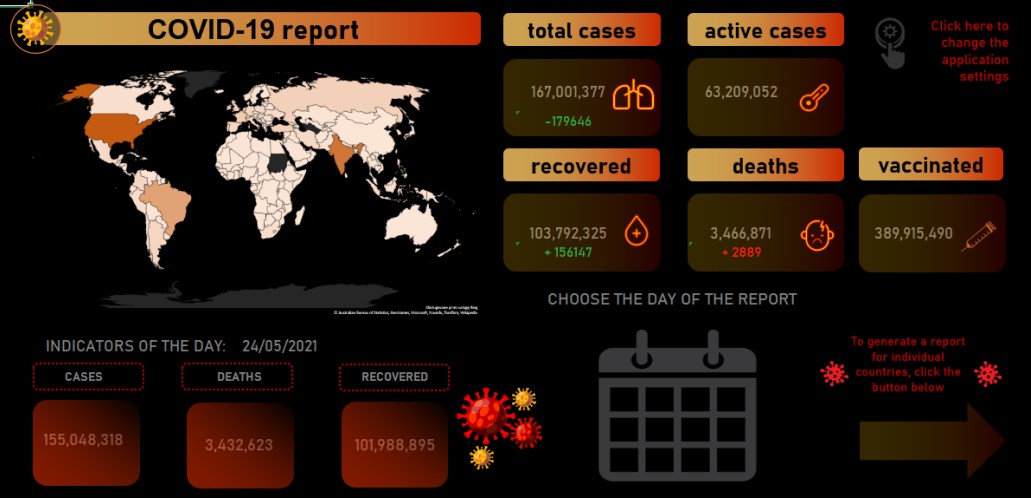 COVID-19 report
total cases
active cases
Click here to
change the
application
settings
167,001,377
-179646
63,209,052
recovered
deaths
vaccinated
103,792,325
+ 156147
3,466,871
+ 2889
389,915,490
CHOOSE THE DAY OF THE REPORT
INDICATORS OF THE DAY: 24/05/2021
CASES
DEATHS
RECOVERED
155,048,318
3,432,623
101,988,895
To generate a report
for individual
countries, click the
button below